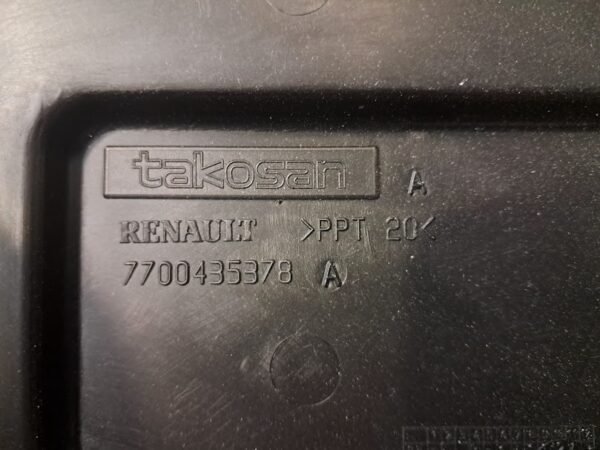 takosan A
RENAULT >PPT 20<
7700435378 A